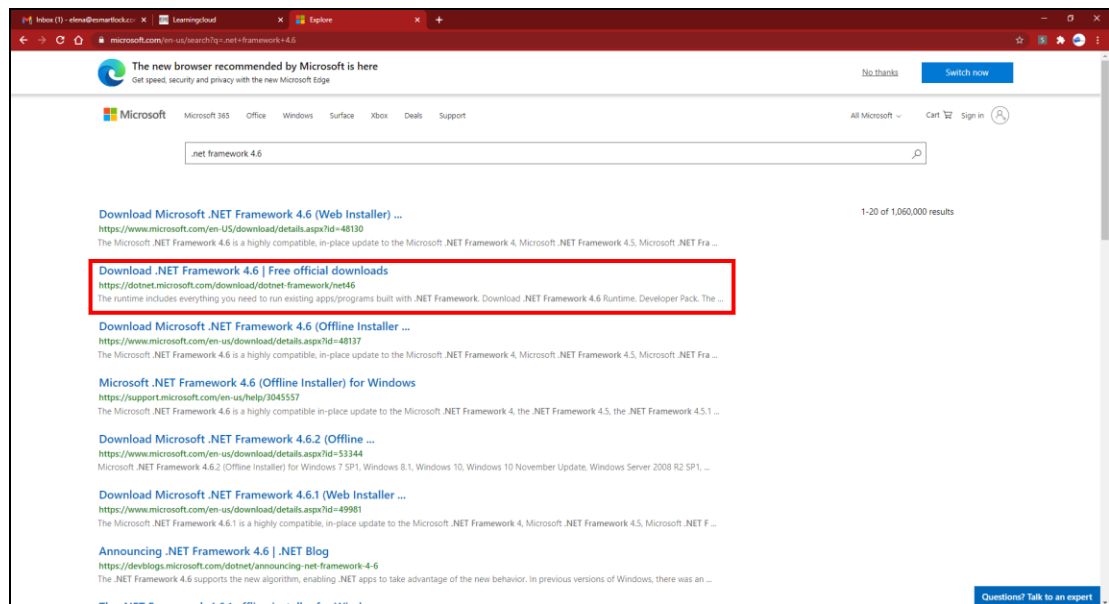 Inbox (1) - elena@esmartlock.co
Learningcloud
Explore
microsoft.com/en-us/search?q=.net+framework+4.6
The new browser recommended by Microsoft is here
Get speed, security and privacy with the new Microsoft Edge
No thanks
Switch now
Microsoft
Microsoft 365 Office Windows Surface Xbox Deals Support
All Microsoft Cart Sign in
.net framework 4.6
1-20 of 1,060,000 results
Download Microsoft .NET Framework 4.6 (Web Installer) ...
https://www.microsoft.com/en-US/download/details.aspx?id=48130
The Microsoft .NET Framework 4.6 is a highly compatible, in-place update to the Microsoft .NET Framework 4, Microsoft .NET Framework 4.5, Microsoft .NET Fra ...
Download .NET Framework 4.6 | Free official downloads
https://dotnet.microsoft.com/download/dotnet-framework/net46
The runtime includes everything you need to run existing apps/programs built with .NET Framework. Download .NET Framework 4.6 Runtime. Developer Pack. The ...
Download Microsoft .NET Framework 4.6 (Offline Installer ...
https://www.microsoft.com/en-us/download/details.aspx?id=48137
The Microsoft .NET Framework 4.6 is a highly compatible, in-place update to the Microsoft .NET Framework 4, Microsoft .NET Framework 4.5, Microsoft .NET Fra ...
Microsoft .NET Framework 4.6 (Offline Installer) for Windows
https://support.microsoft.com/en-us/help/3045557
The Microsoft .NET Framework 4.6 is a highly compatible in-place update to the Microsoft .NET Framework 4, the .NET Framework 4.5, the .NET Framework 4.5.1 ...
Download Microsoft .NET Framework 4.6.2 (Offline ...
https://www.microsoft.com/en-us/download/details.aspx?id=53344
Microsoft .NET Framework 4.6.2 (Offline Installer) for Windows 7 SP1, Windows 8.1, Windows 10, Windows 10 November Update, Windows Server 2008 R2 SP1, ...
Download Microsoft .NET Framework 4.6.1 (Web Installer ...
https://www.microsoft.com/en-us/download/details.aspx?id=49981
The Microsoft .NET Framework 4.6.1 is a highly compatible, in-place update to the Microsoft .NET Framework 4, Microsoft .NET Framework 4.5, Microsoft .NET F ...
Announcing .NET Framework 4.6 | .NET Blog
https://devblogs.microsoft.com/dotnet/announcing-net-framework-4-6
The .NET Framework 4.6 supports the new algorithm, enabling .NET apps to take advantage of the new behavior. In previous versions of Windows, there was an ...
Questions? Talk to an expert